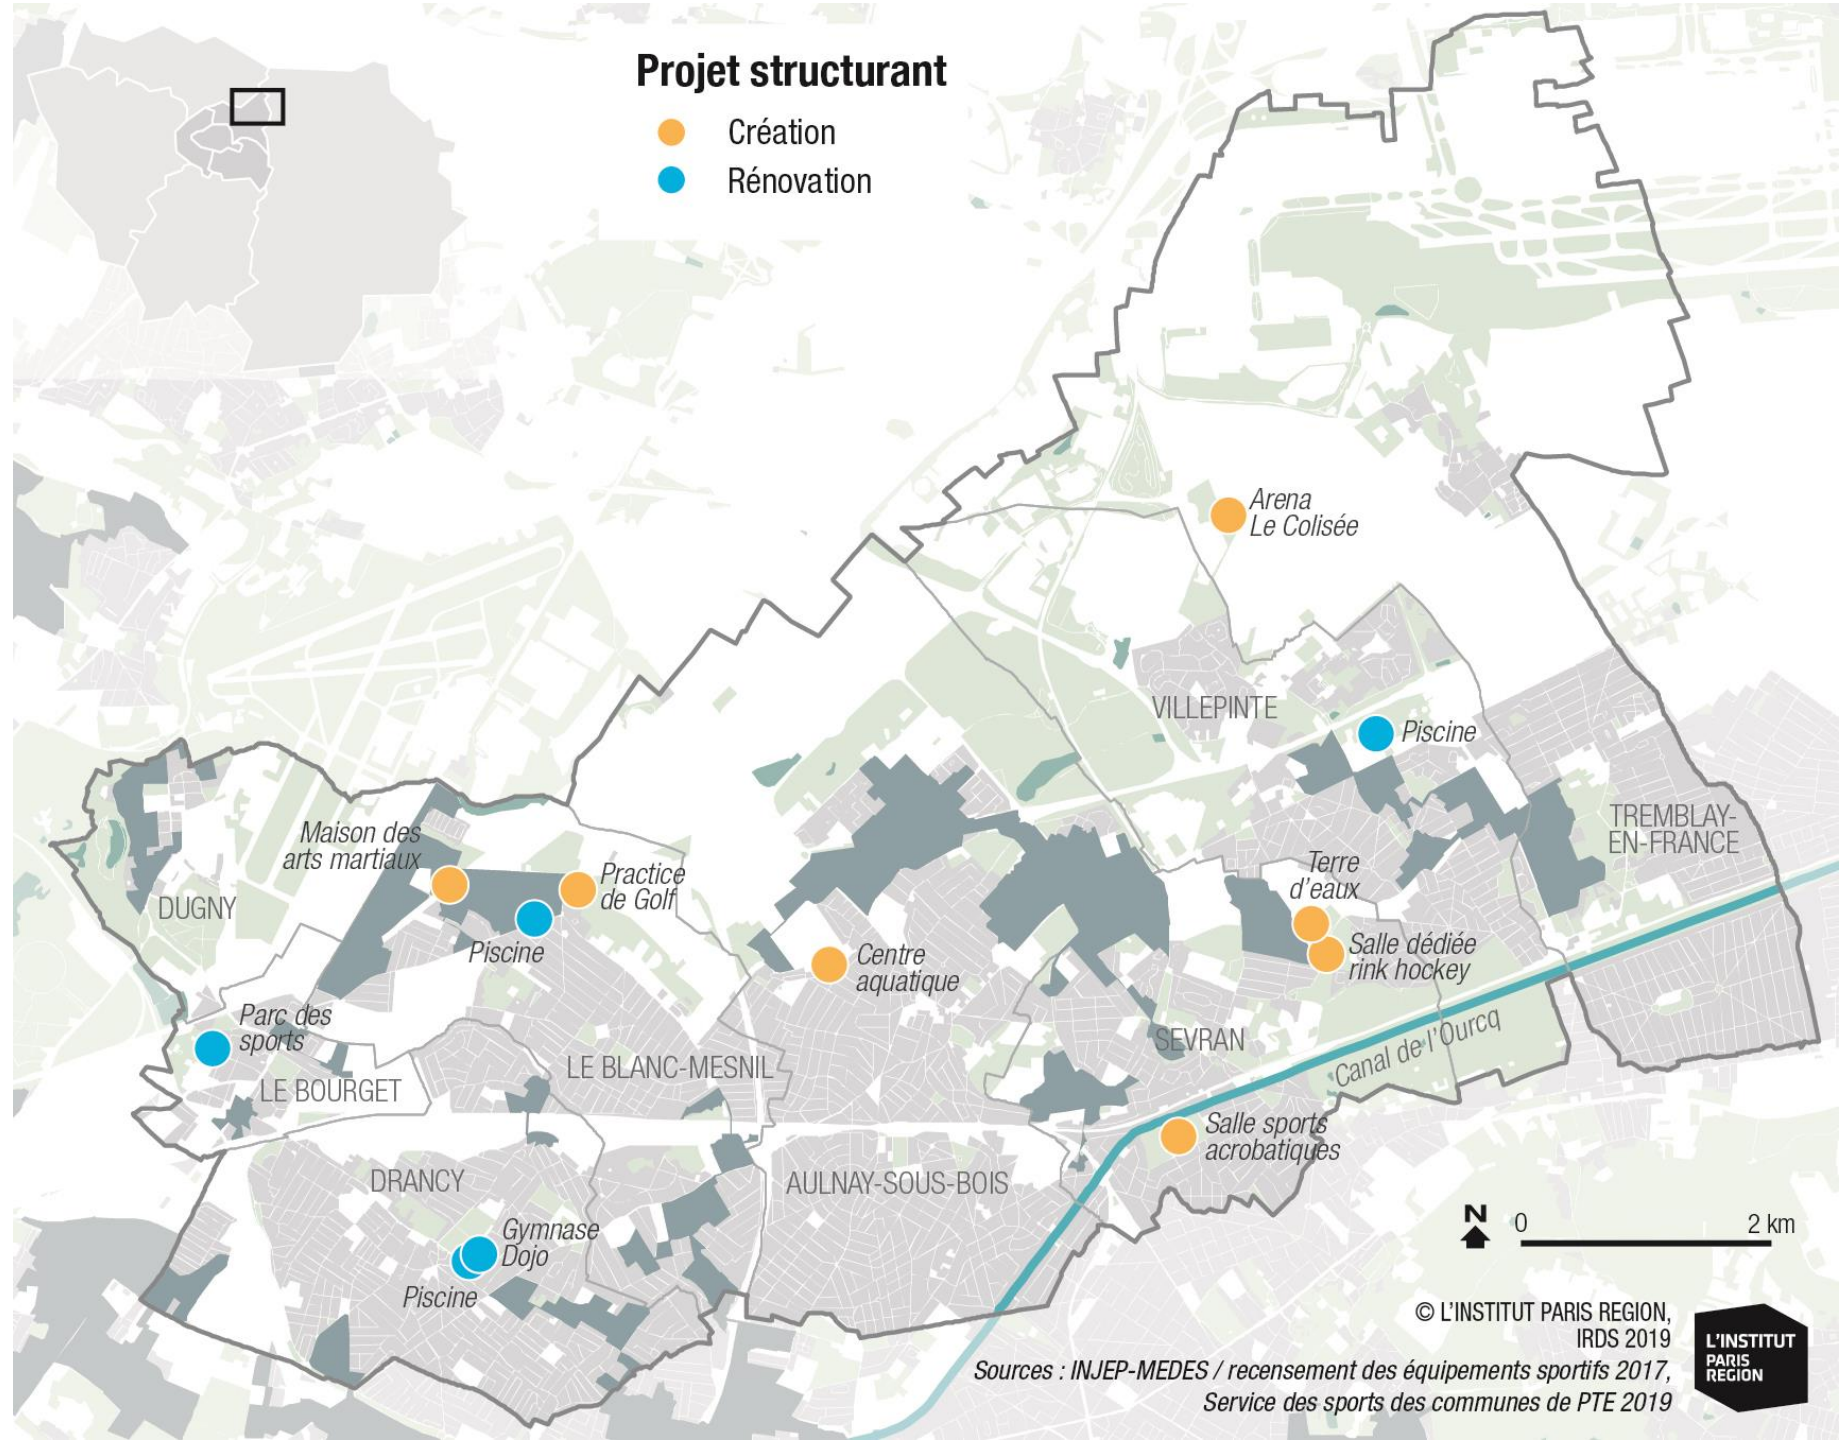 Projet structurant
Création
Rénovation
Arena
Le Colisée
VILLEPINTE
Piscine
TREMBLAY-
EN-FRANCE
Maison des
arts martiaux
Practice
de Golf
Terre
d'eaux
DUGNY
Piscine
Centre
aquatique
Salle dédiée
rink hockey
Parc des
sports
SEVRAN
Canal de l'Ourcq
LE BLANC-MESNIL
LE BOURGET
Salle sports
acrobatiques
DRANCY
AULNAY-SOUS-BOIS
Gymnase
Dojo
Piscine
N
0 2 km
© L'INSTITUT PARIS REGION,
IRDS 2019
Sources : INJEP-MEDES / recensement des équipements sportifs 2017,
Service des sports des communes de PTE 2019
L'INSTITUT
PARIS
REGION